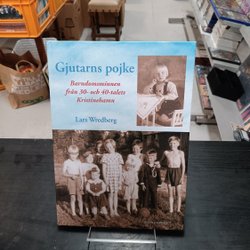 Gjutarns pojke
Barndomsminnen
från 30- och 40-talets
Kristinehamn
Lars Wredberg